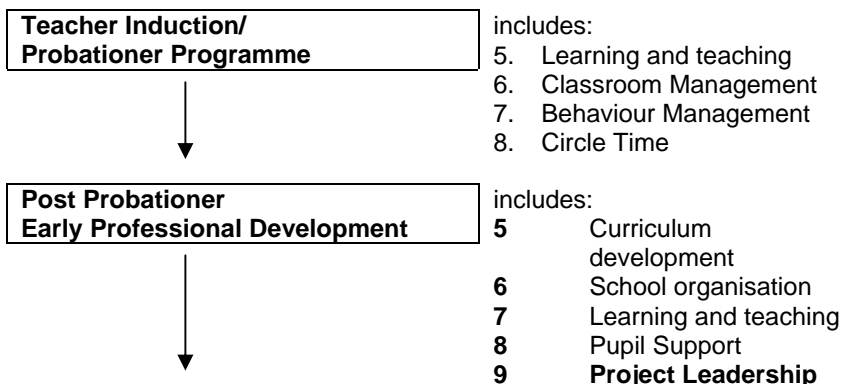 Teacher Induction/
Probationer Programme
includes:
5. Learning and teaching
6. Classroom Management
7. Behaviour Management
8. Circle Time
Post Probationer
Early Professional Development
includes:
5 Curriculum
development
6 School organisation
7 Learning and teaching
8 Pupil Support
9 Project Leadership